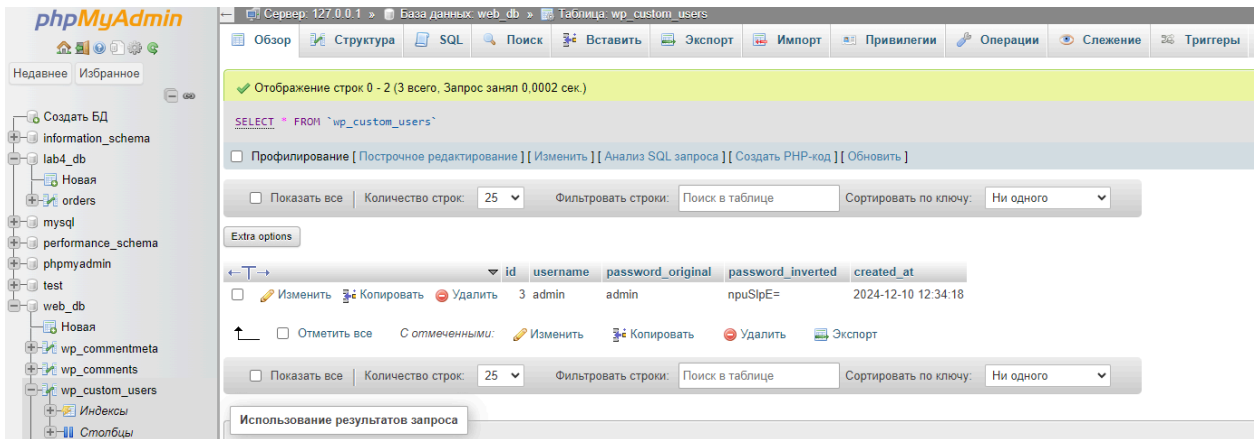 phpMyAdmin
Недавнее Избранное
Создать БД
information_schema
lab4_db
Новая
orders
mysql
performance_schema
phpmyadmin
test
web_db
Новая
wp_commentmeta
wp_comments
wp_custom_users
Индексы
Столбцы
Сервер: 127.0.0.1 » База данных: web_db » Таблица: wp_custom_users
Обзор Структура SQL Поиск Вставить Экспорт Импорт Привилегии Операции Слежение Триггеры
Отображение строк 0 - 2 (3 всего, Запрос занял 0,0002 сек.)
SELECT * FROM `wp_custom_users`
Профилирование [ Построчное редактирование ] [ Изменить ] [ Анализ SQL запроса ] [ Создать PHP-код ] [ Обновить ]
Показать все | Количество строк: 25 Фильтровать строки: Поиск в таблице Сортировать по ключу: Ни одного
Extra options
←T→ id username password_original password_inverted created_at
Изменить Копировать Удалить 3 admin admin npuSlpE= 2024-12-10 12:34:18
Отметить все С отмеченными: Изменить Копировать Удалить Экспорт
Показать все | Количество строк: 25 Фильтровать строки: Поиск в таблице Сортировать по ключу: Ни одного
Использование результатов запроса